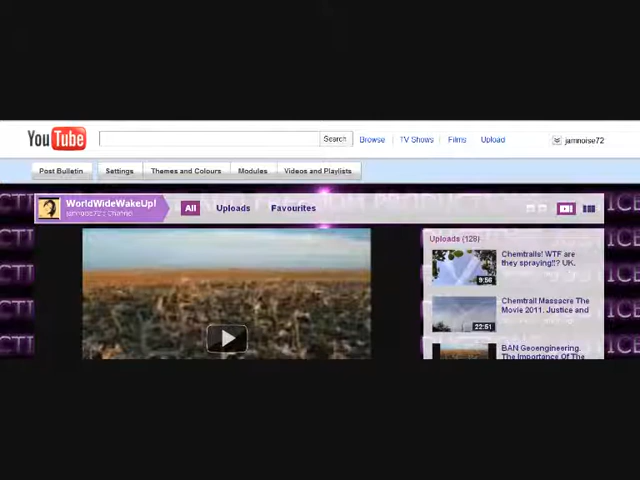 YouTube
Search
Browse
TV Shows
Films
Upload
jamnoise72
Post Bulletin
Settings
Themes and Colours
Modules
Videos and Playlists
WorldWideWakeUp!
jamnoise72's Channel
All
Uploads
Favourites
Uploads (128)
Chemtrails! WTF are
they spraying!!? UK.
9:56
Chemtrail Massacre The
Movie 2011. Justice and
22:51
BAN Geoengineering.
The Importance Of The